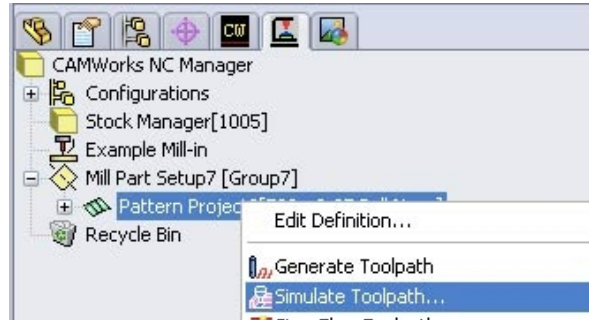 CW
CAMWorks NC Manager
Configurations
Stock Manager[1005]
Example Mill-in
Mill Part Setup7 [Group7]
Pattern Project
Recycle Bin
Edit Definition...
Generate Toolpath
Simulate Toolpath...